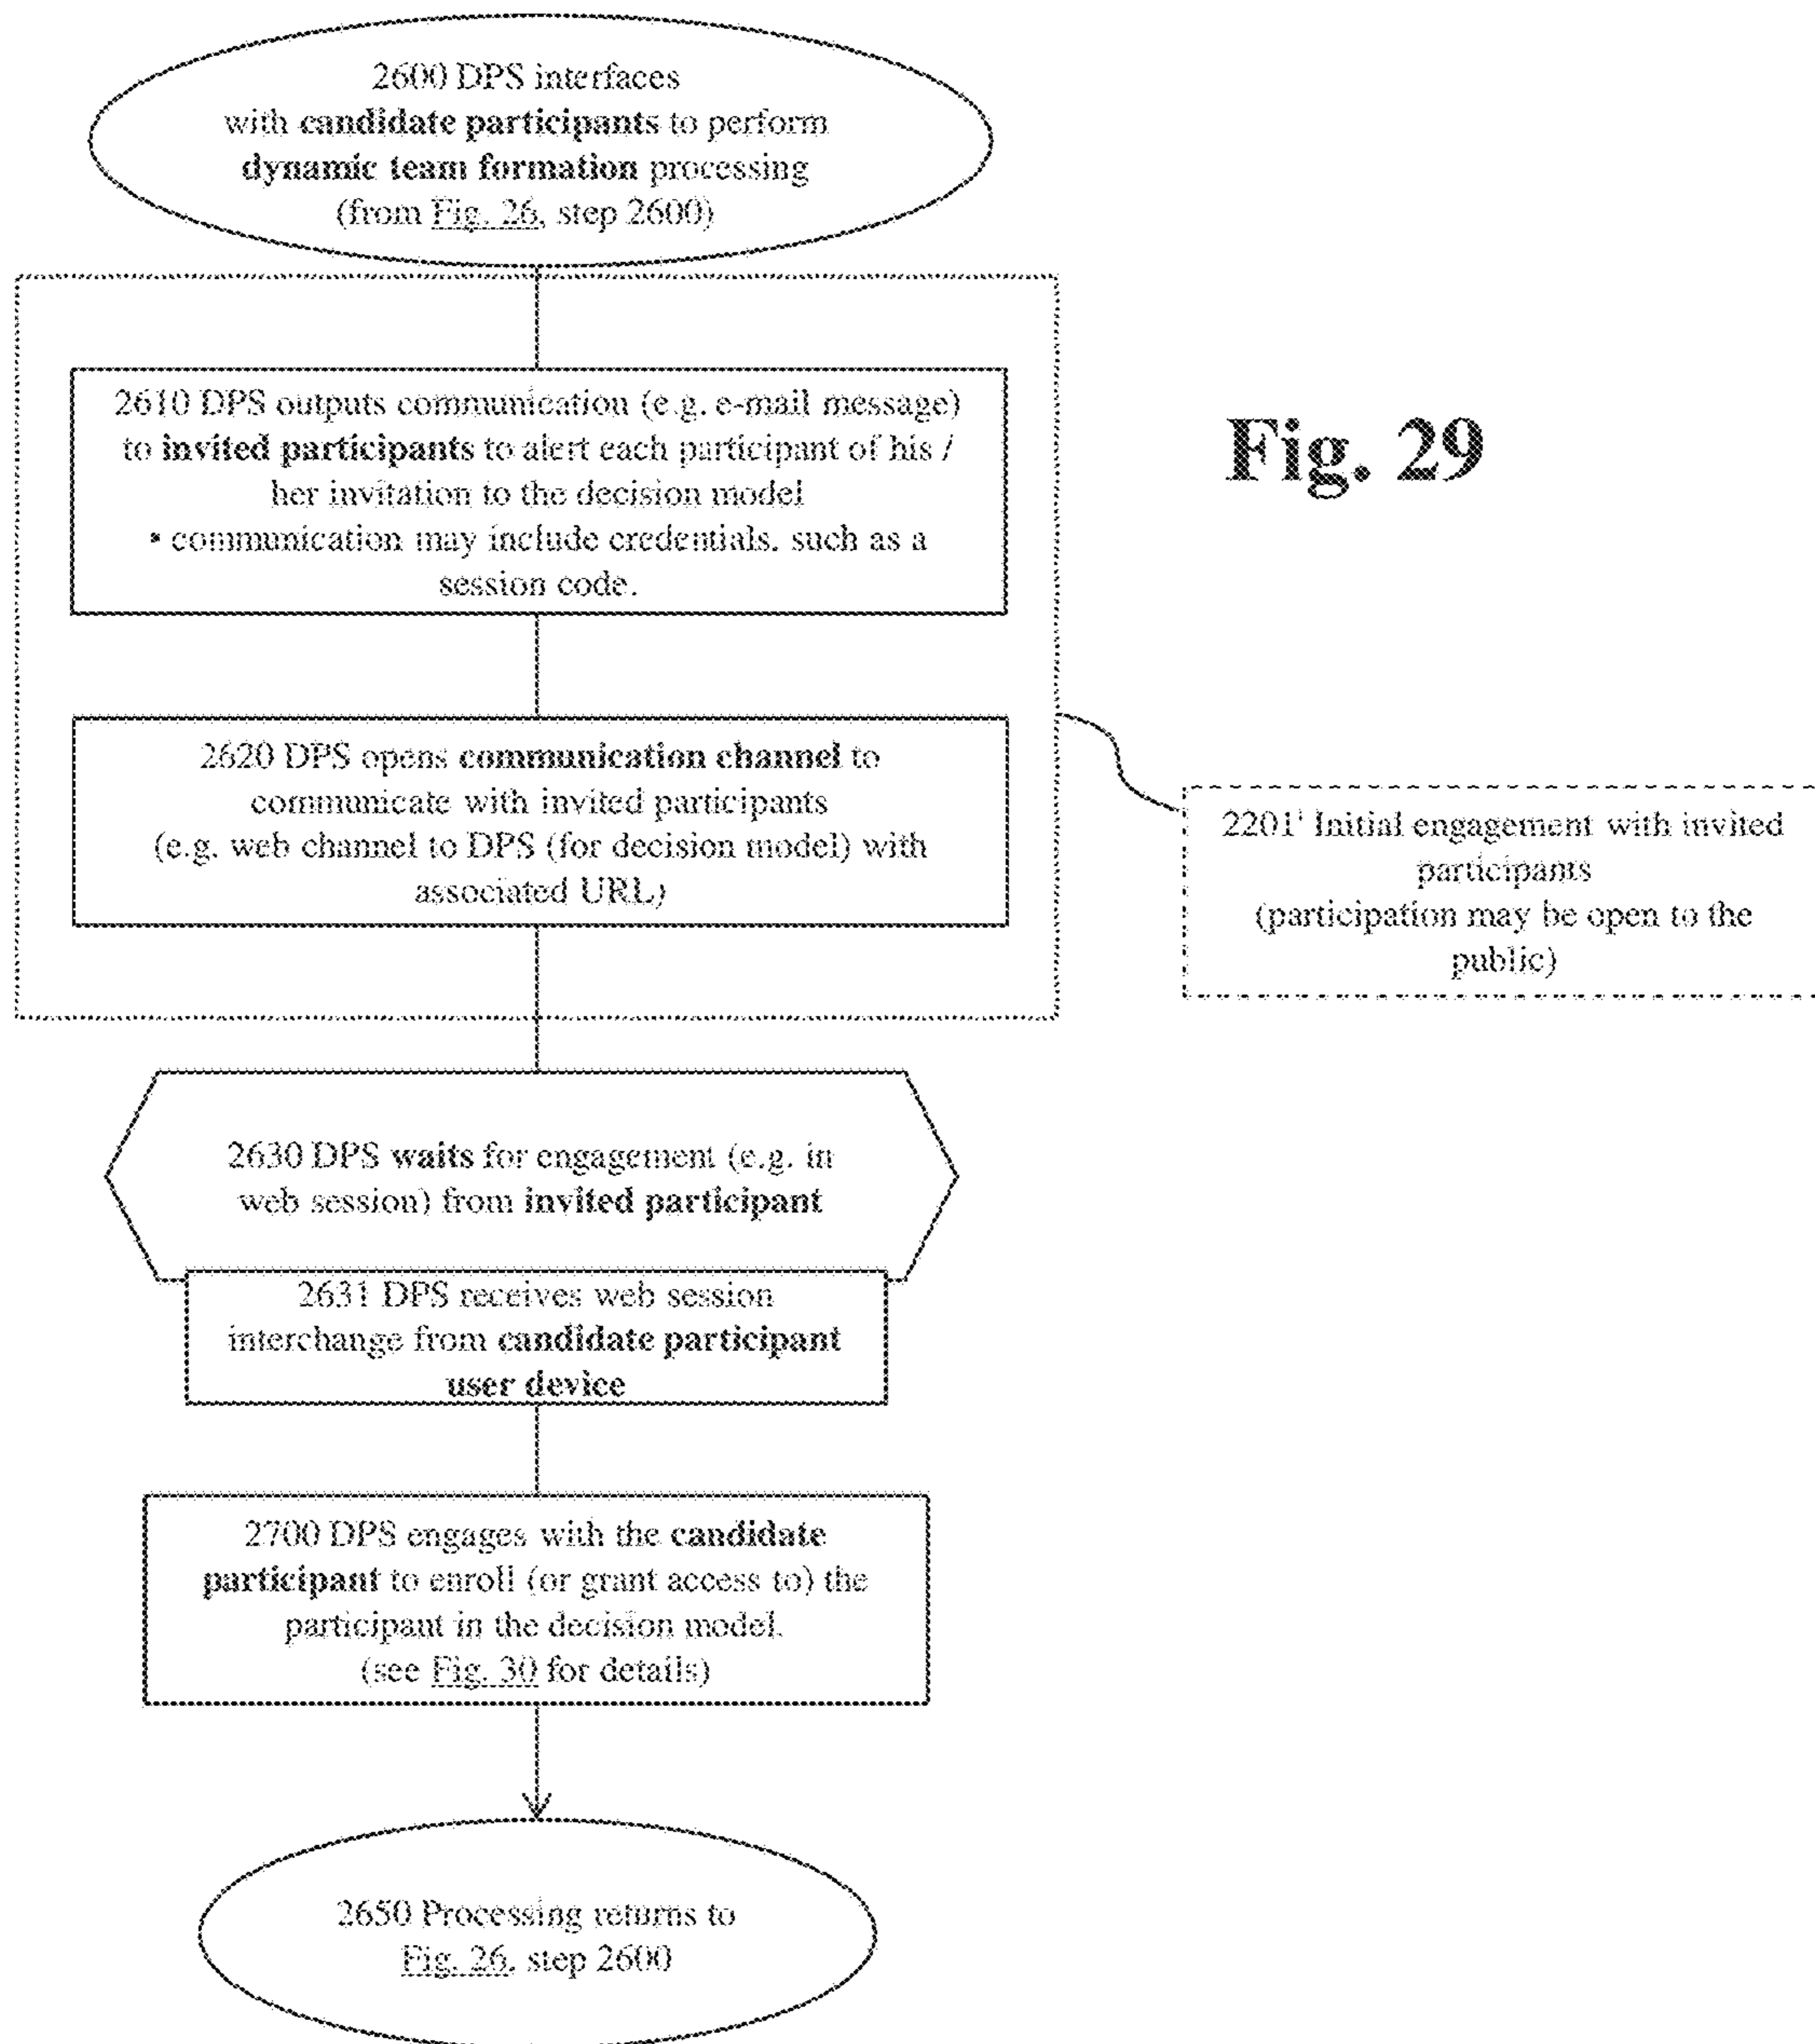 2600 DPS interfaces
with candidate participants to perform
dynamic team formation processing
(from Fig. 26, step 2600)
2610 DPS outputs communication (e.g. e-mail message)
to invited participants to alert each participant of his /
her invitation to the decision model
• communication may include credentials, such as a
session code.
Fig. 29
2620 DPS opens communication channel to
communicate with invited participants
(e.g. web channel to DPS (for decision model) with
associated URL)
2201' Initial engagement with invited
participants
(participation may be open to the
public)
2630 DPS waits for engagement (e.g. in
web session) from invited participant
2631 DPS receives web session
interchange from candidate participant
user device
2700 DPS engages with the candidate
participant to enroll (or grant access to) the
participant in the decision model.
(see Fig. 30 for details)
2650 Processing returns to
Fig. 26, step 2600